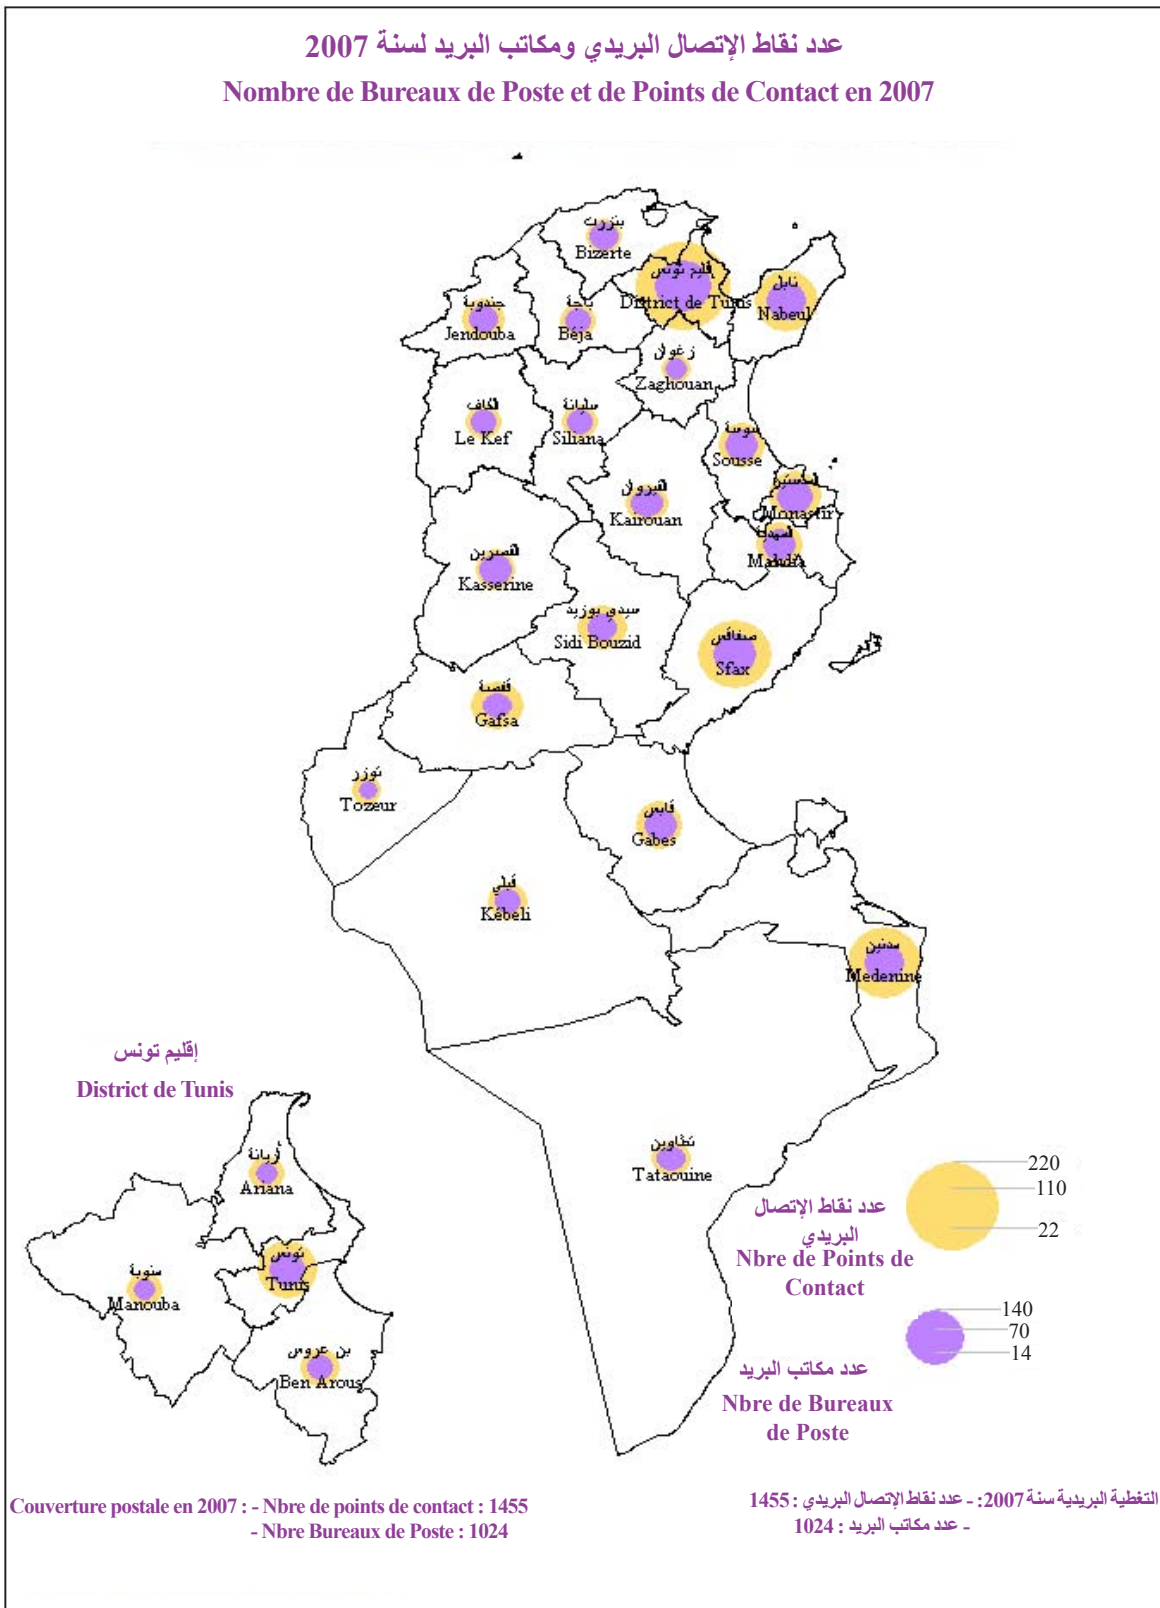 عدد نقاط الإتصال البريدي ومكاتب البريد لسنة 2007
Nombre de Bureaux de Poste et de Points de Contact en 2007
بنزرت
Bizerte
إقليم تونس
District de Tunis
نابل
Nabeul
جندوبة
Jendouba
باجة
Béja
زغوان
Zaghouan
الكاف
Le Kef
سليانة
Siliana
سوسة
Sousse
المنستير
Monastir
القيروان
Kairouan
المهدية
Mahdia
القصرين
Kasserine
سيدي بوزيد
Sidi Bouzid
صفاقس
Sfax
قفصة
Gafsa
توزر
Tozeur
قابس
Gabes
قبلي
Kébeli
مدنين
Medenine
إقليم تونس
District de Tunis
تطاوين
Tataouine
أريانة
Ariana
تونس
Tunis
منوبة
Manouba
بن عروس
Ben Arous
220
110
22
عدد نقاط الإتصال
البريدي
Nbre de Points de
Contact
140
70
14
عدد مكاتب البريد
Nbre de Bureaux
de Poste
Couverture postale en 2007 : - Nbre de points de contact : 1455
- Nbre Bureaux de Poste : 1024
التغطية البريدية سنة 2007: - عدد نقاط الإتصال البريدي : 1455
- عدد مكاتب البريد : 1024